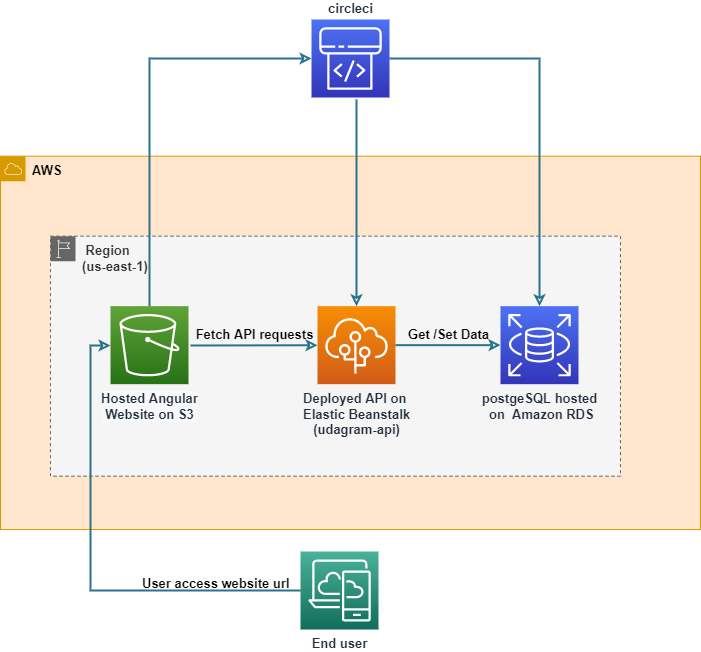 circleci
</>
AWS
Region
(us-east-1)
Fetch API requests
Get /Set Data
Hosted Angular
Website on S3
Deployed API on
Elastic Beanstalk
(udagram-api)
postgeSQL hosted
on Amazon RDS
User access website url
End user